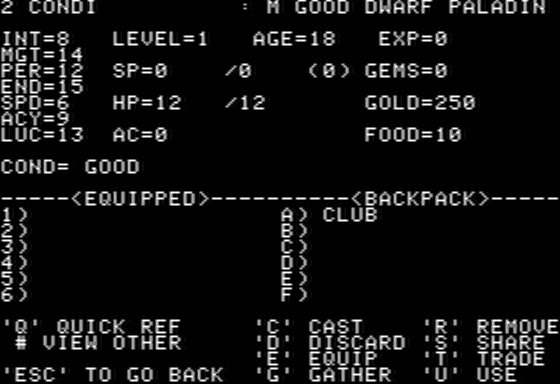 2 CONDI : M GOOD DWARF PALADIN
INT=8 LEVEL=1 AGE=18 EXP=0
MGT=14
PER=12 SP=0 /0 (0) GEMS=0
END=15
SPD=6 HP=12 /12 GOLD=250
ACY=9
LUC=13 AC=0 FOOD=10
COND= GOOD
-----<EQUIPPED>----------<BACKPACK>-----
1) A) CLUB
2) B)
3) C)
4) D)
5) E)
6) F)
'Q' QUICK REF 'C' CAST 'R' REMOVE
# VIEW OTHER 'D' DISCARD 'S' SHARE
'E' EQUIP 'T' TRADE
'ESC' TO GO BACK 'G' GATHER 'U' USE